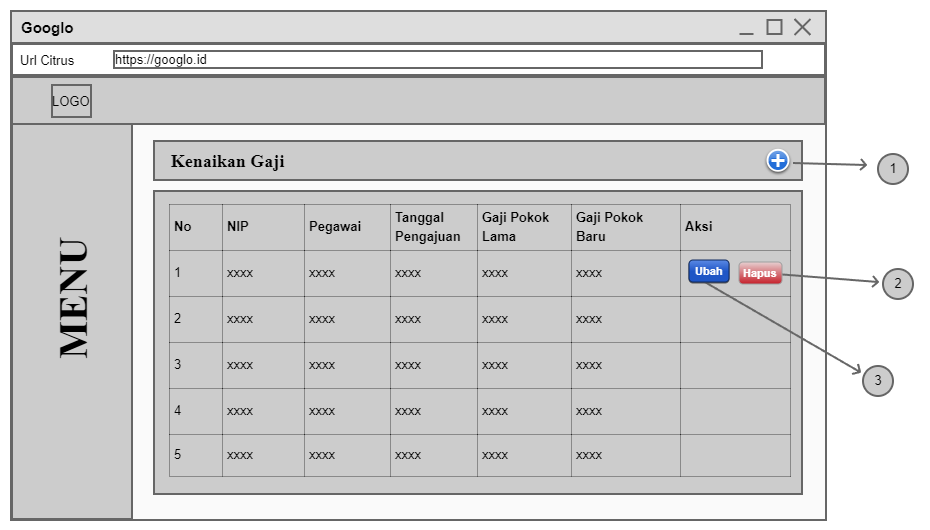 Googlo
Url Citrus https://googlo.id
LOGO
MENU
Kenaikan Gaji
1
No NIP Pegawai Tanggal Pengajuan Gaji Pokok Lama Gaji Pokok Baru Aksi
1 xxxx xxxx xxxx xxxx xxxx Ubah Hapus
2
2 xxxx xxxx xxxx xxxx xxxx
3 xxxx xxxx xxxx xxxx xxxx
3
4 xxxx xxxx xxxx xxxx xxxx
5 xxxx xxxx xxxx xxxx xxxx